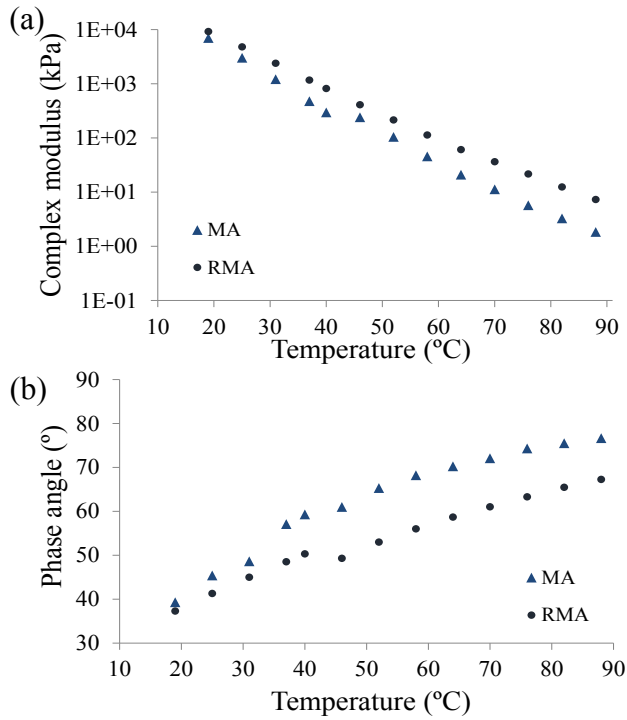 (a)
Complex modulus (kPa)
1E+04
1E+03
1E+02
1E+01
1E+00
1E-01
MA
RMA
10 20 30 40 50 60 70 80 90
Temperature (ºC)
(b)
Phase angle (º)
90
80
70
60
50
40
30
MA
RMA
10 20 30 40 50 60 70 80 90
Temperature (ºC)